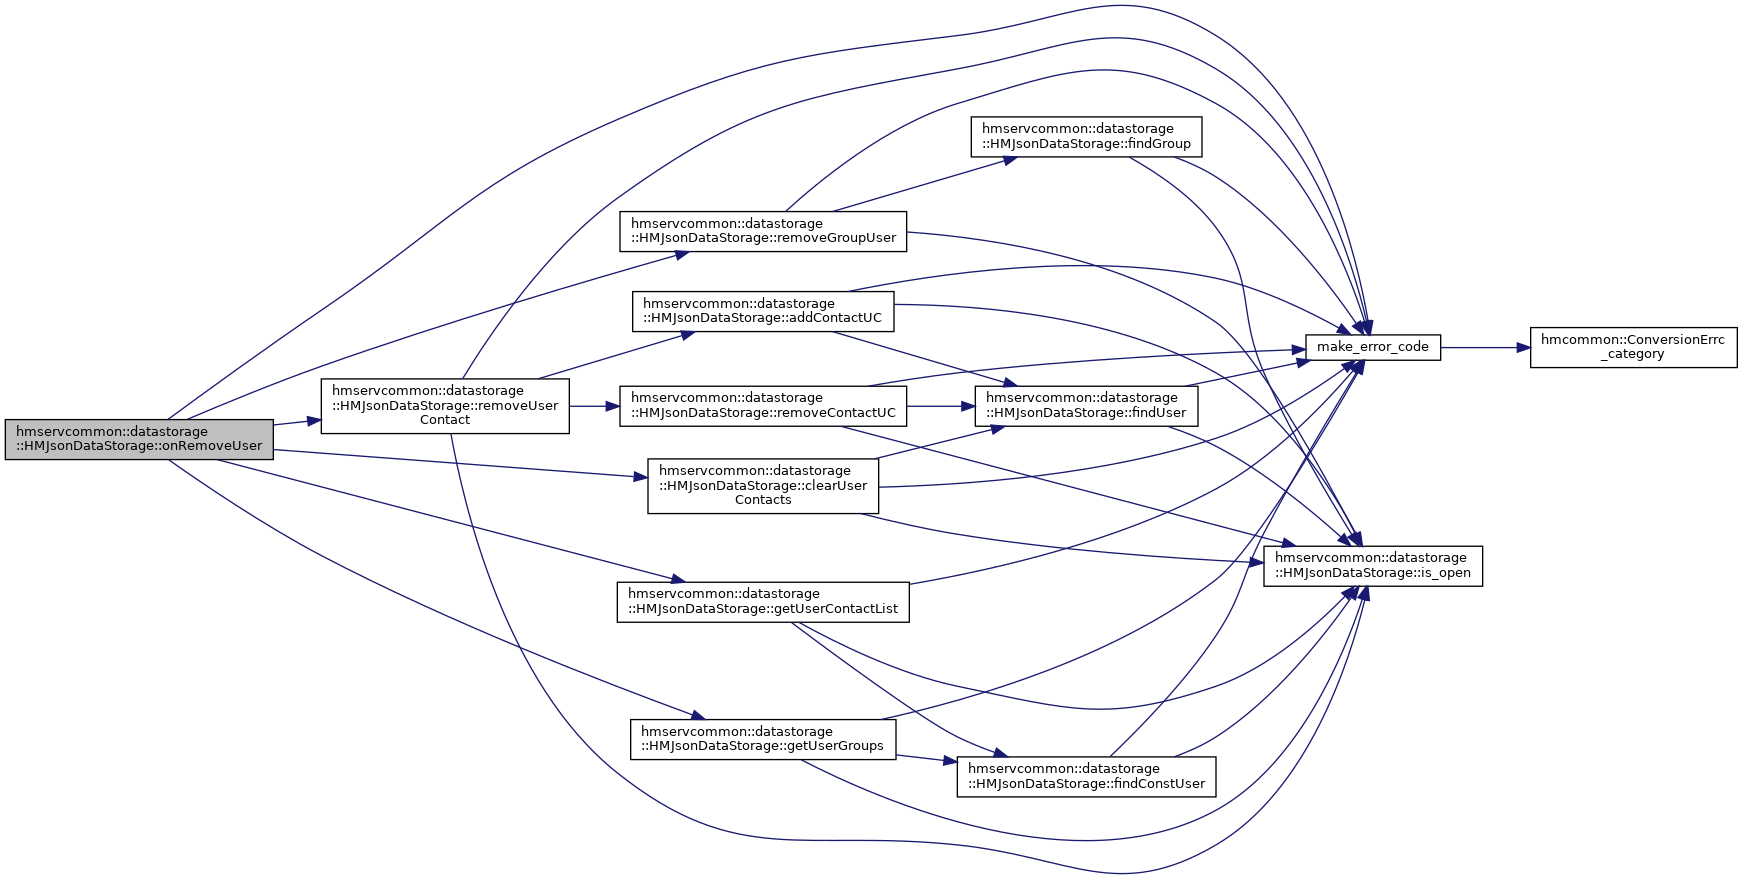 hmservcommon::datastorage
::HMJsonDataStorage::onRemoveUser
hmservcommon::datastorage
::HMJsonDataStorage::removeUser
Contact
hmservcommon::datastorage
::HMJsonDataStorage::removeGroupUser
hmservcommon::datastorage
::HMJsonDataStorage::addContactUC
hmservcommon::datastorage
::HMJsonDataStorage::removeContactUC
hmservcommon::datastorage
::HMJsonDataStorage::clearUser
Contacts
hmservcommon::datastorage
::HMJsonDataStorage::getUserContactList
hmservcommon::datastorage
::HMJsonDataStorage::getUserGroups
hmservcommon::datastorage
::HMJsonDataStorage::findGroup
hmservcommon::datastorage
::HMJsonDataStorage::findUser
hmservcommon::datastorage
::HMJsonDataStorage::findConstUser
make_error_code
hmservcommon::datastorage
::HMJsonDataStorage::is_open
hmcommon::ConversionErrc
_category